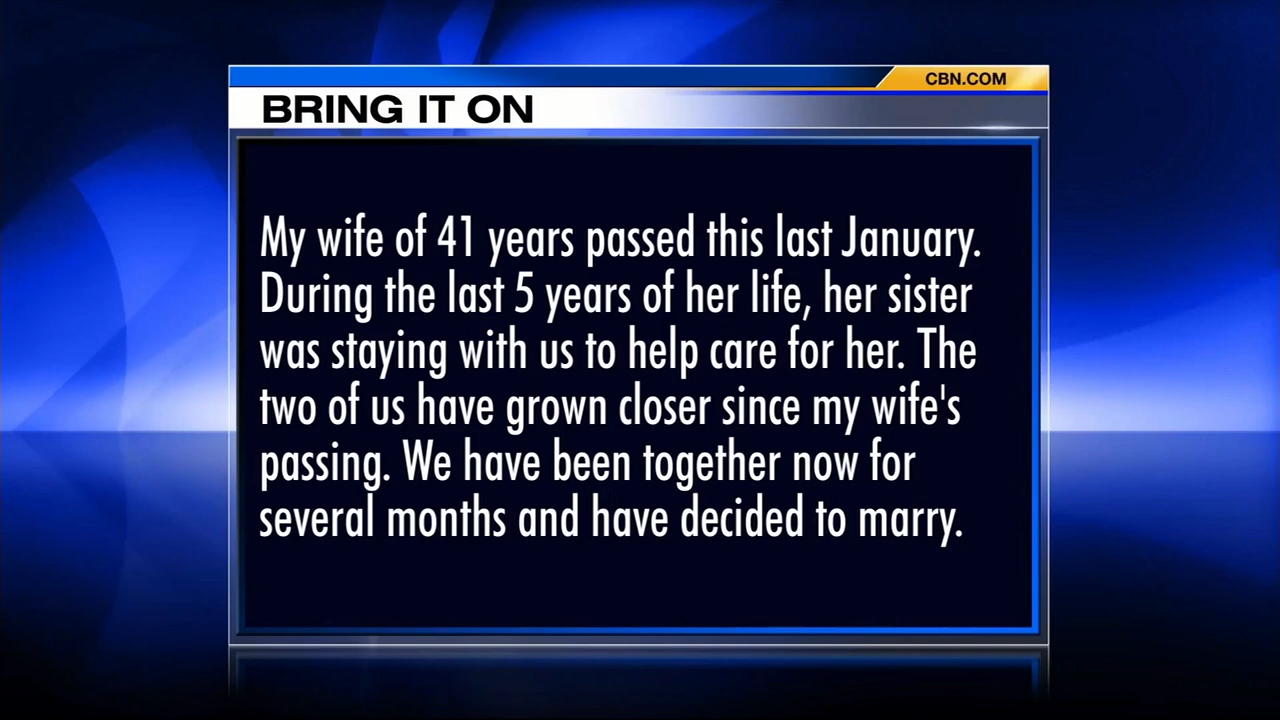 CBN.COM
BRING IT ON
My wife of 41 years passed this last January.
During the last 5 years of her life, her sister
was staying with us to help care for her. The
two of us have grown closer since my wife's
passing. We have been together now for
several months and have decided to marry.